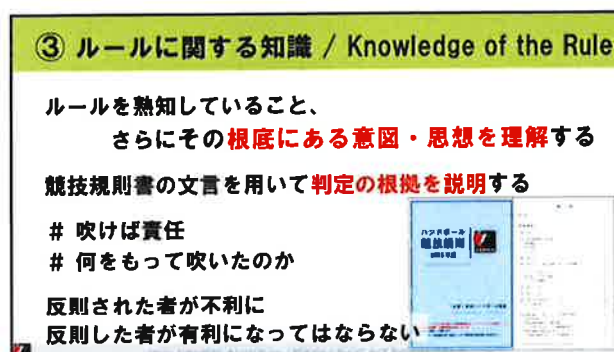 ③ ルールに関する知識 / Knowledge of the Rule
ルールを熟知していること、
さらにその根底にある意図・思想を理解する
競技規則書の文言を用いて判定の根拠を説明する
# 吹けば責任
# 何をもって吹いたのか
ハンドボール
競技規則
反則された者が不利に
反則した者が有利になってはならない